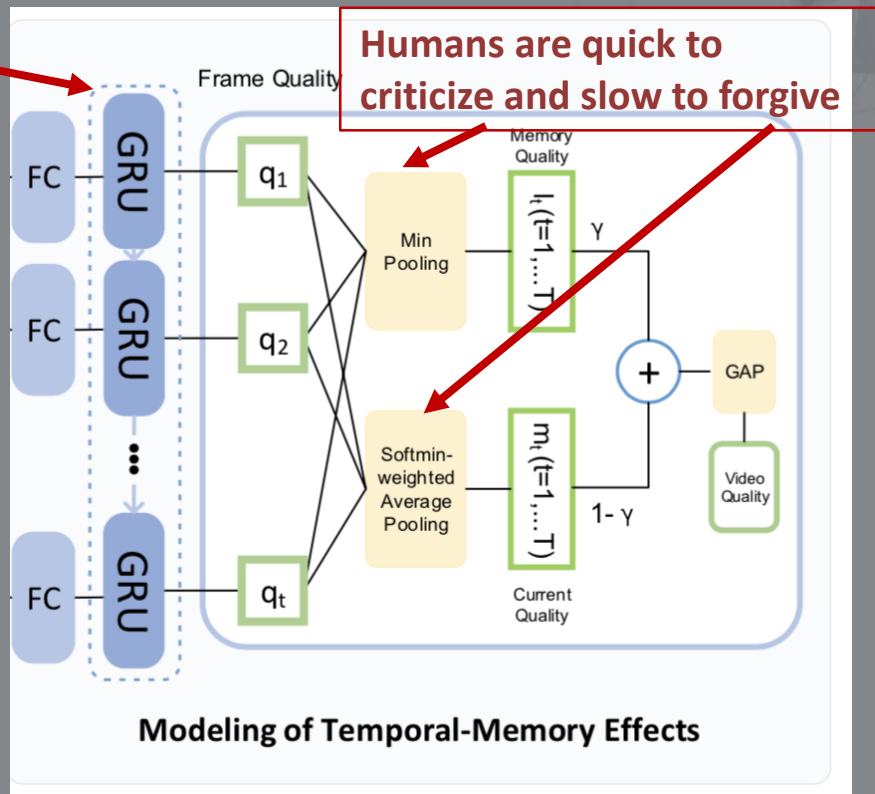 Humans are quick to
criticize and slow to forgive
Frame Quality
FC
GRU
q₁
Min
Pooling
Memory
Quality
lₜ(t=1,...T)
γ
FC
GRU
q₂
+
GAP
Softmin-
weighted
Average
Pooling
mₜ(t=1,...T)
1- γ
Video
Quality
FC
GRU
qₜ
Current
Quality
Modeling of Temporal-Memory Effects